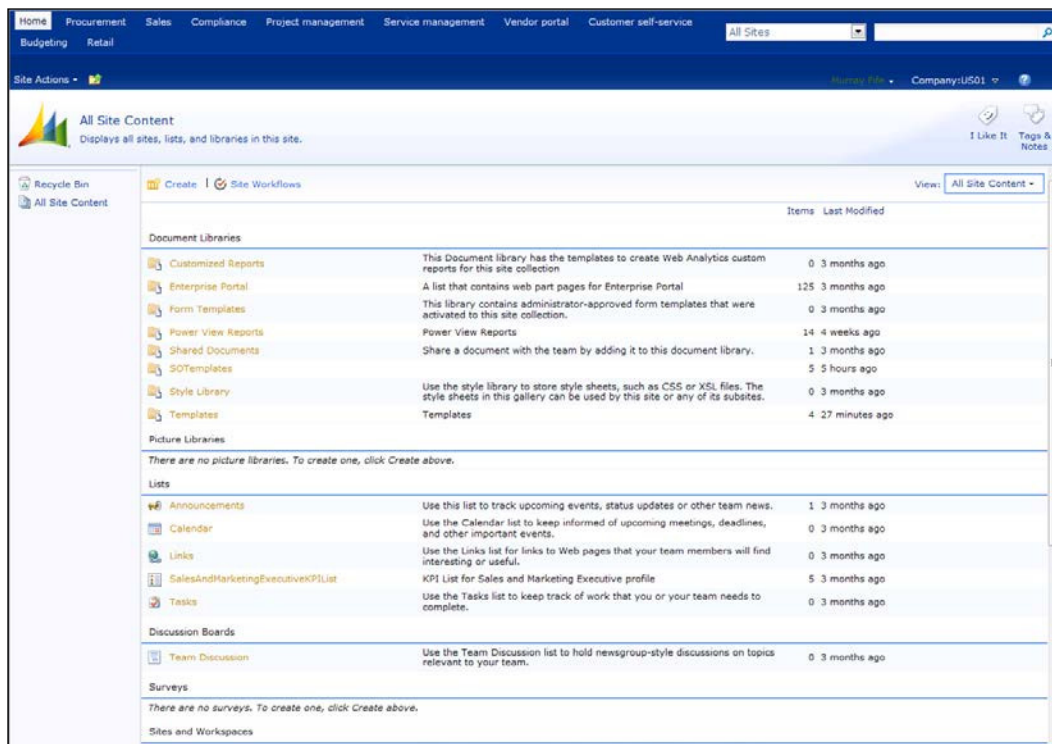 Home Procurement Sales Compliance Project management Service management Vendor portal Customer self-service
All Sites
Budgeting Retail
Site Actions
Murray Fife Company:US01
All Site Content
Displays all sites, lists, and libraries in this site.
I Like It Tags & Notes
Recycle Bin
All Site Content
Create Site Workflows
View: All Site Content
Items Last Modified
Document Libraries
Customized Reports This Document library has the templates to create Web Analytics custom 0 3 months ago
reports for this site collection
Enterprise Portal A list that contains web part pages for Enterprise Portal 125 3 months ago
Form Templates This library contains administrator-approved form templates that were 0 3 months ago
activated to this site collection.
Power View Reports Power View Reports 14 4 weeks ago
Shared Documents Share a document with the team by adding it to this document library. 1 3 months ago
SOTemplates 5 5 hours ago
Style Library Use the style library to store style sheets, such as CSS or XSL files. The 0 3 months ago
style sheets in this gallery can be used by this site or any of its subsites.
Templates Templates 4 27 minutes ago
Picture Libraries
There are no picture libraries. To create one, click Create above.
Lists
Announcements Use this list to track upcoming events, status updates or other team news. 1 3 months ago
Calendar Use the Calendar list to keep informed of upcoming meetings, deadlines, 0 3 months ago
and other important events.
Links Use the Links list for links to Web pages that your team members will find 0 3 months ago
interesting or useful.
SalesAndMarketingExecutiveKPIList KPI List for Sales and Marketing Executive profile 5 3 months ago
Tasks Use the Tasks list to keep track of work that you or your team needs to 0 3 months ago
complete.
Discussion Boards
Team Discussion Use the Team Discussion list to hold newsgroup-style discussions on topics 0 3 months ago
relevant to your team.
Surveys
There are no surveys. To create one, click Create above.
Sites and Workspaces